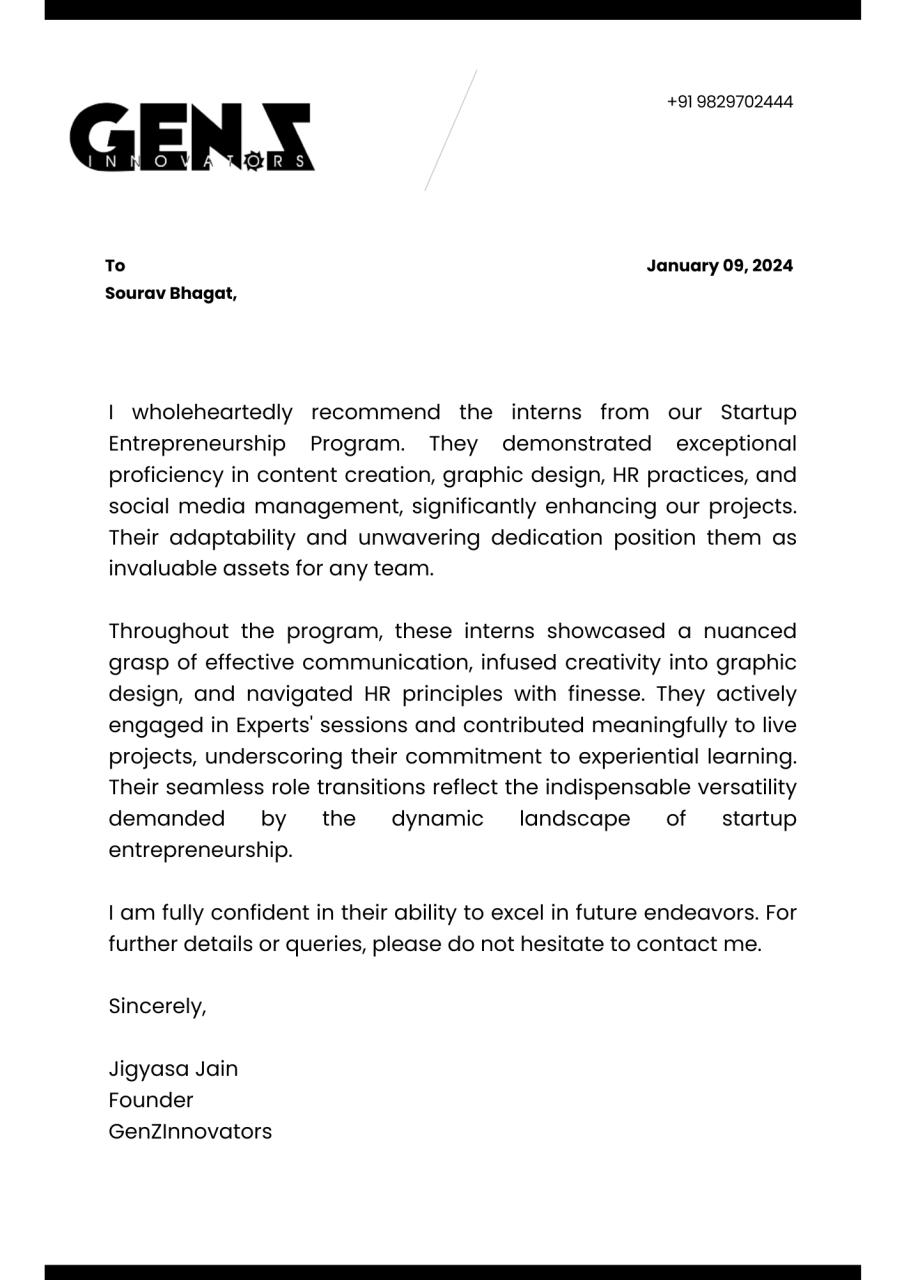 GEN.Z
INNOVATORS
+91 9829702444
To
January 09, 2024
Sourav Bhagat,
I wholeheartedly recommend the interns from our Startup
Entrepreneurship Program. They demonstrated exceptional
proficiency in content creation, graphic design, HR practices, and
social media management, significantly enhancing our projects.
Their adaptability and unwavering dedication position them as
invaluable assets for any team.
Throughout the program, these interns showcased a nuanced
grasp of effective communication, infused creativity into graphic
design, and navigated HR principles with finesse. They actively
engaged in Experts' sessions and contributed meaningfully to live
projects, underscoring their commitment to experiential learning.
Their seamless role transitions reflect the indispensable versatility
demanded by the dynamic landscape of startup
entrepreneurship.
I am fully confident in their ability to excel in future endeavors. For
further details or queries, please do not hesitate to contact me.
Sincerely,
Jigyasa Jain
Founder
GenZInnovators